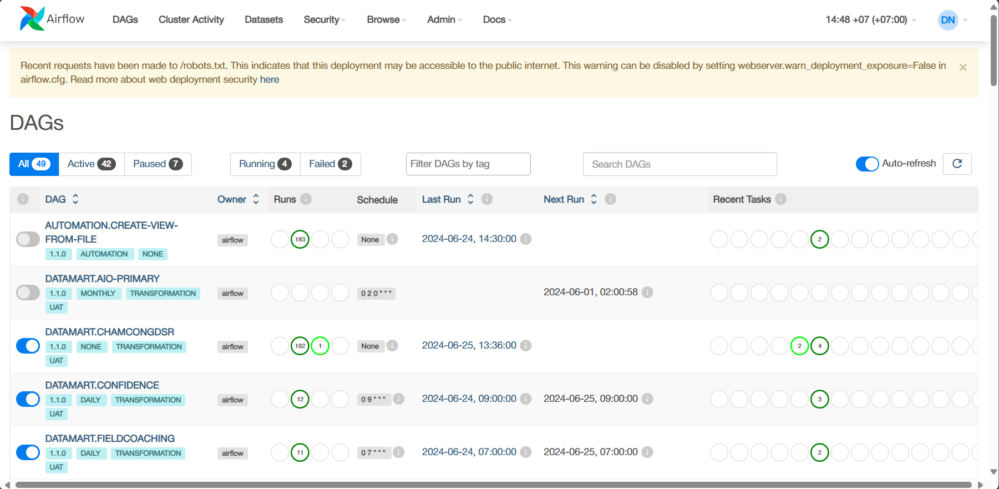 Airflow DAGs Cluster Activity Datasets Security Browse Admin Docs 14:48 +07 (+07:00) DN
Recent requests have been made to /robots.txt. This indicates that this deployment may be accessible to the public internet. This warning can be disabled by setting webserver.warn_deployment_exposure=False in ×
airflow.cfg. Read more about web deployment security here
DAGs
All 49 Active 42 Paused 7 Running 4 Failed 2 Filter DAGs by tag Search DAGs Auto-refresh
i DAG Owner Runs i Schedule Last Run i Next Run i Recent Tasks i
AUTOMATION.CREATE-VIEW-
FROM-FILE airflow 183 None i 2024-06-24, 14:30:00 i 2
1.1.0 AUTOMATION NONE
DATAMART.AIO-PRIMARY
1.1.0 MONTHLY TRANSFORMATION airflow 0 2 0 * * * 2024-06-01, 02:00:58 i
UAT
DATAMART.CHAMCONGDSR
1.1.0 NONE TRANSFORMATION airflow 182 1 None i 2024-06-25, 13:36:00 i 2 4
UAT
DATAMART.CONFIDENCE
1.1.0 DAILY TRANSFORMATION airflow 12 0 9 * * * i 2024-06-24, 09:00:00 i 2024-06-25, 09:00:00 i 3
UAT
DATAMART.FIELDCOACHING
1.1.0 DAILY TRANSFORMATION airflow 11 0 7 * * * i 2024-06-24, 07:00:00 i 2024-06-25, 07:00:00 i 2
UAT